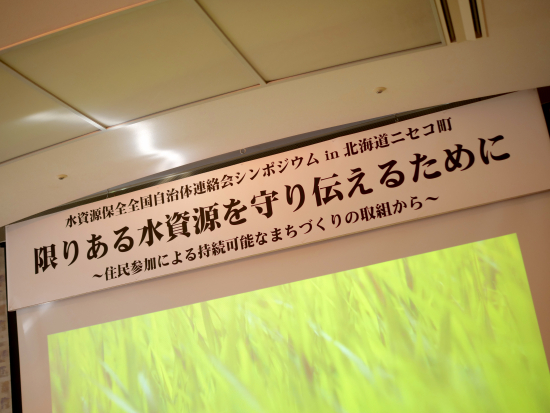 水資源保全全国自治体連絡会シンポジウム in 北海道ニセコ町
限りある水資源を守り伝えるために
～住民参加による持続可能なまちづくりの取組から～